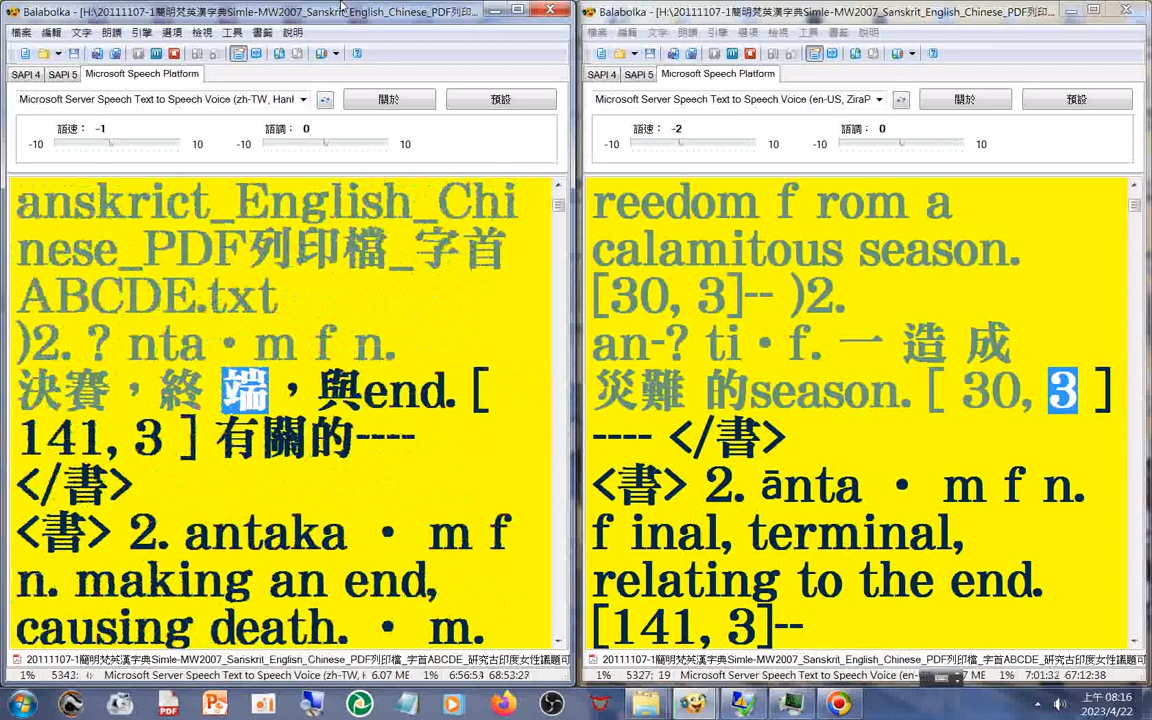 Balabolka - [H:\20111107-1簡明梵英漢字典Simle-MW2007_Sanskrit_English_Chinese_PDF列印...
檔案 編輯 文字 朗讀 引擎 選項 檢視 工具 書籤 說明
SAPI 4 SAPI 5 Microsoft Speech Platform
Microsoft Server Speech Text to Speech Voice (zh-TW, Hanl
關於 預設
語速： -1 語調： 0
-10 10 -10 10
anskrict_English_Chi
nese_PDF列印檔_字首
ABCDE.txt
)2. ? nta • m f n.
決賽，終 端 ，與end. [
141, 3 ] 有關的----
</書>
<書> 2. antaka • m f
n. making an end,
causing death. • m.
20111107-1簡明梵英漢字典Simle-MW2007_Sanskrit_English_Chinese_PDF列印檔_字首ABCDE_研究古印度女性議題可
1% 5343: Microsoft Server Speech Text to Speech Voice (zh-TW, 6.07 ME 1% 6:56:54 68:53:27
Balabolka - [H:\20111107-1簡明梵英漢字典Simle-MW2007_Sanskrit_English_Chinese_PDF列印...
檔案 編輯 文字 朗讀 引擎 選項 檢視 工具 書籤 說明
SAPI 4 SAPI 5 Microsoft Speech Platform
Microsoft Server Speech Text to Speech Voice (en-US, ZiraP
關於 預設
語速： -2 語調： 0
-10 10 -10 10
reedom f rom a
calamitous season.
[30, 3]-- )2.
an-? ti • f. 一 造 成
災難 的season. [ 30, 3 ]
---- </書>
<書> 2. ānta • m f n.
f inal, terminal,
relating to the end.
[141, 3]--
20111107-1簡明梵英漢字典Simle-MW2007_Sanskrit_English_Chinese_PDF列印檔_字首ABCDE_研究古印度女性議題可
1% 5327: 19 Microsoft Server Speech Text to Speech Voice (en-US, 1% 7:01:32 67:12:38
上午 08:16
2023/4/22